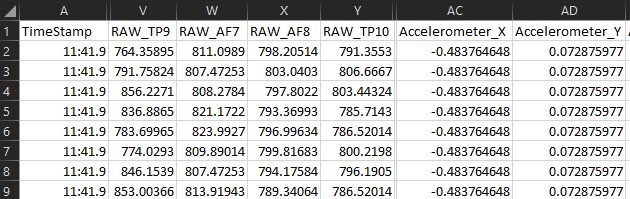 A V W X Y AC AD
1 TimeStamp RAW_TP9 RAW_AF7 RAW_AF8 RAW_TP10 Accelerometer_X Accelerometer_Y
2 11:41.9 764.35895 811.0989 798.20514 791.3553 -0.483764648 0.072875977
3 11:41.9 791.75824 807.47253 803.0403 806.6667 -0.483764648 0.072875977
4 11:41.9 856.2271 808.2784 797.8022 803.44324 -0.483764648 0.072875977
5 11:41.9 836.8865 821.1722 793.36993 785.7143 -0.483764648 0.072875977
6 11:41.9 783.69965 823.9927 796.99634 786.52014 -0.483764648 0.072875977
7 11:41.9 774.0293 809.89014 799.81683 800.2198 -0.483764648 0.072875977
8 11:41.9 846.1539 807.47253 794.17584 796.1905 -0.483764648 0.072875977
9 11:41.9 853.00366 813.91943 789.34064 786.52014 -0.483764648 0.072875977